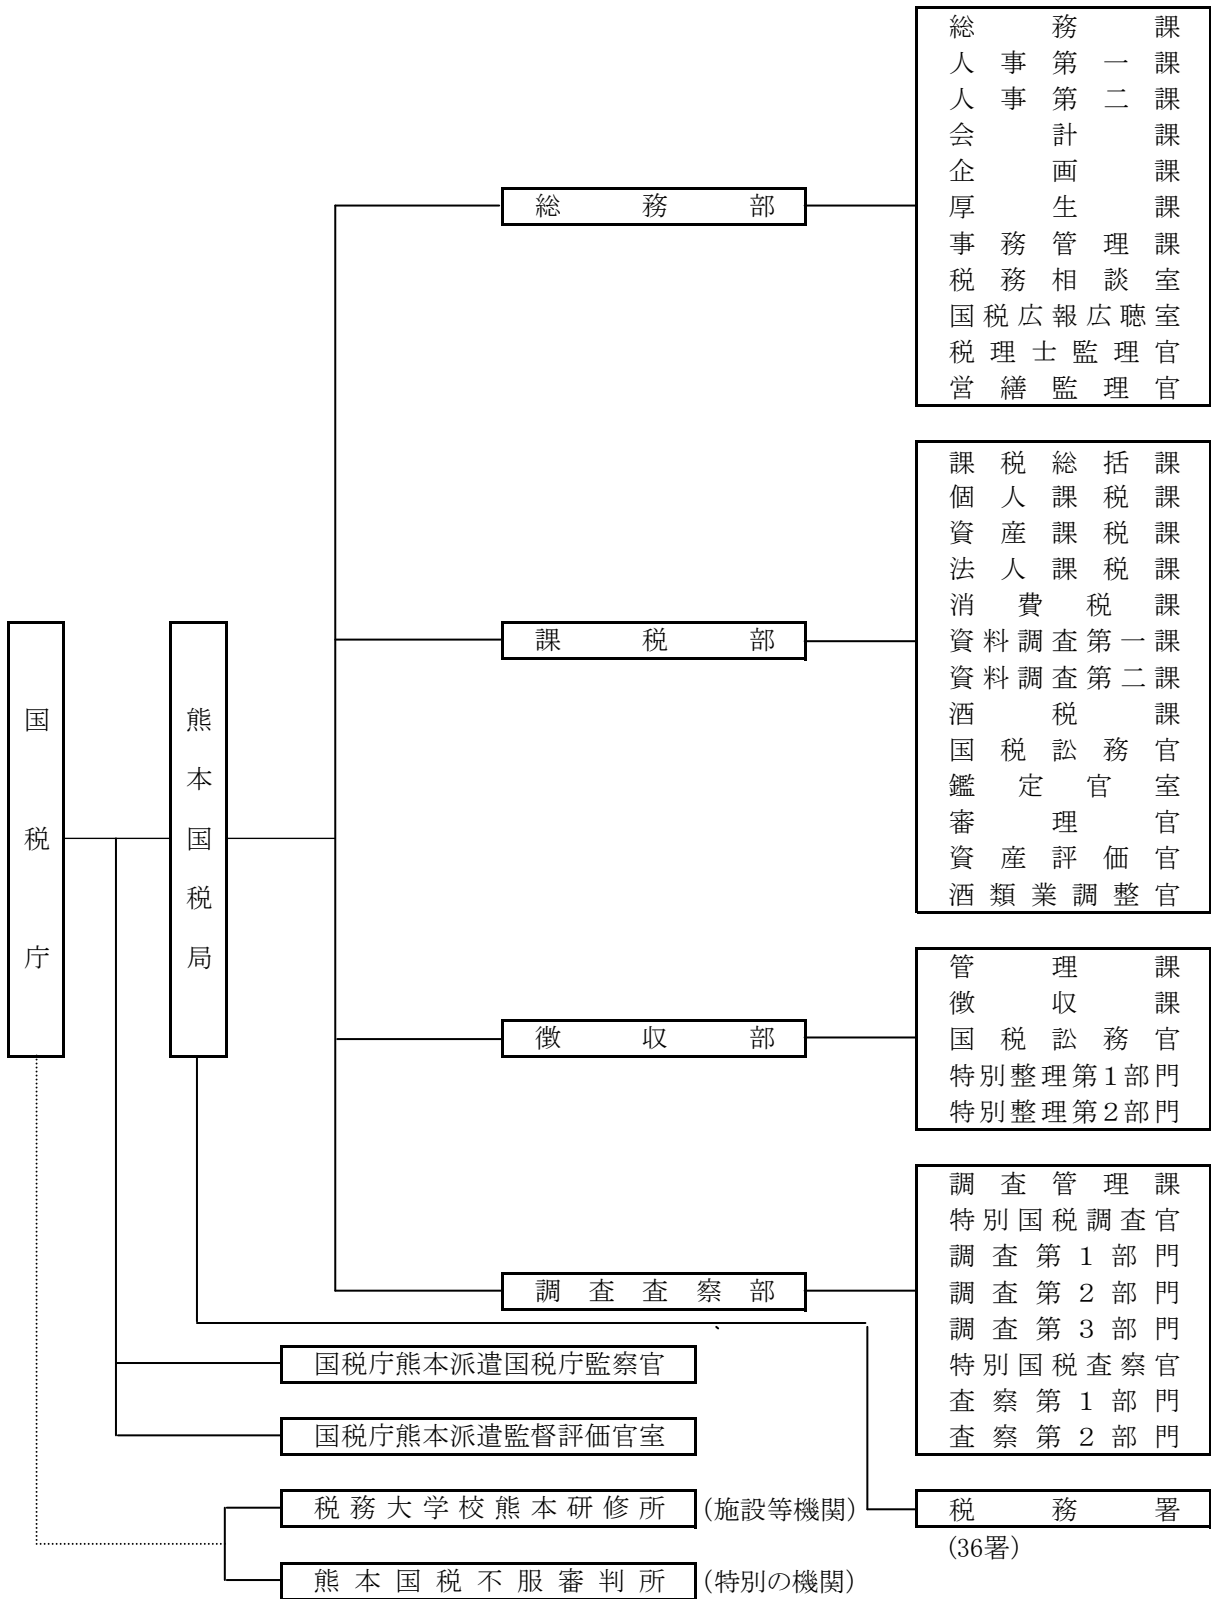 国税庁
熊本国税局
総務部
総務課
人事第一課
人事第二課
会計課
企画課
厚生課
事務管理課
税務相談室
国税広報広聴室
税理士監理官
営繕監理官
課税部
課税総括課
個人課税課
資産課税課
法人課税課
消費税課
資料調査第一課
資料調査第二課
酒税課
国税訟務官
鑑定官室
審理官
資産評価官
酒類業調整官
徴収部
管理課
徴収課
国税訟務官
特別整理第1部門
特別整理第2部門
調査査察部
調査管理課
特別国税調査官
調査第1部門
調査第2部門
調査第3部門
特別国税査察官
査察第1部門
査察第2部門
税務署
(36署)
国税庁熊本派遣国税庁監察官
国税庁熊本派遣監督評価官室
税務大学校熊本研修所 (施設等機関)
熊本国税不服審判所 (特別の機関)